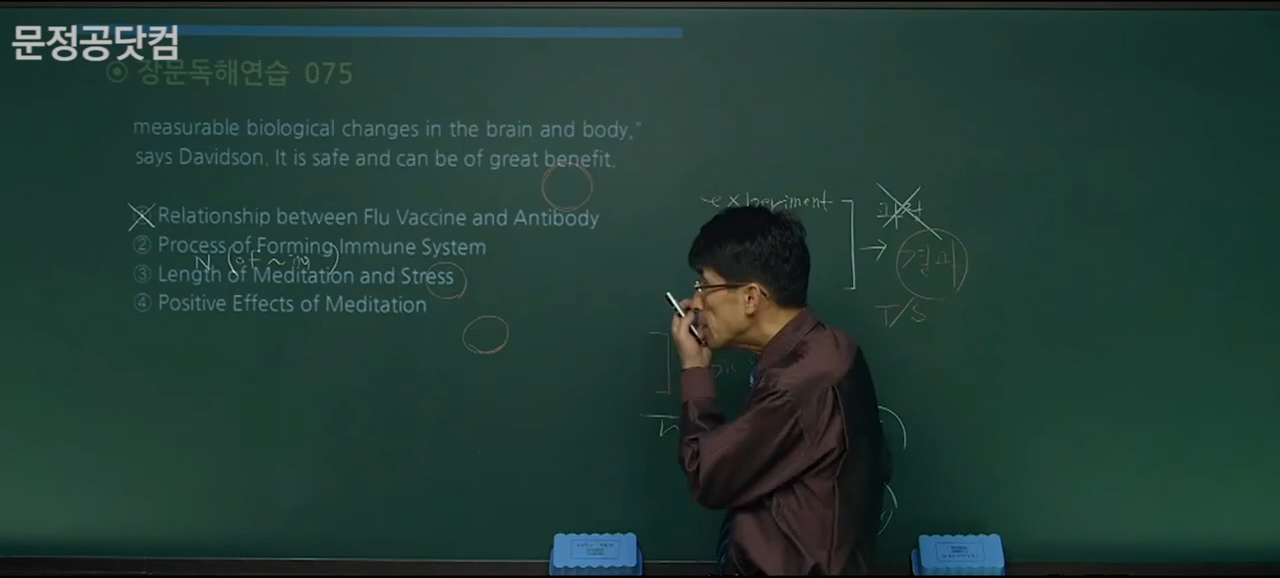 문정공닷컴
장문독해연습 075
measurable biological changes in the brain and body,"
says Davidson. It is safe and can be of great benefit.
Relationship between Flu Vaccine and Antibody
② Process of Forming Immune System
N (of ~ing)
③ Length of Meditation and Stress
④ Positive Effects of Meditation
experiment
결과
T/S